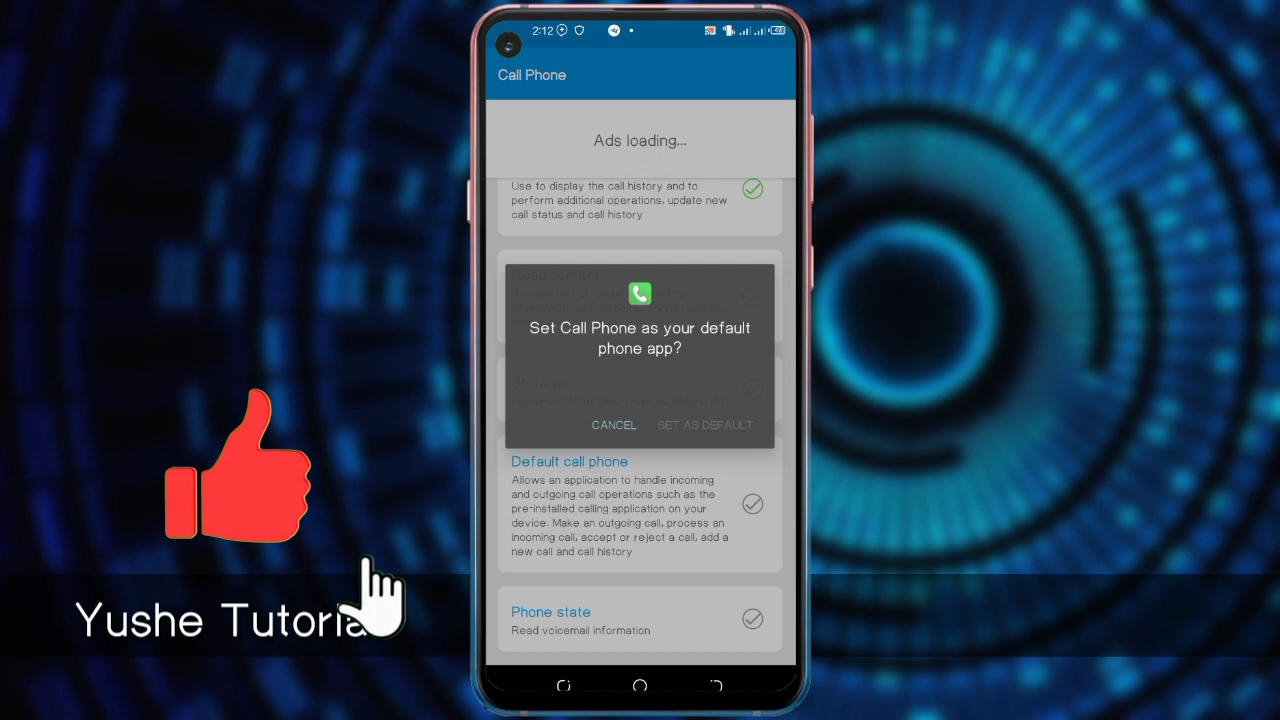 2:12
Call Phone
Ads loading...
Use to display the call history and to
perform additional operations, update new
call status and call history
Read contact
Set Call Phone as your default
phone app?
Storage
CANCEL
SET AS DEFAULT
Default call phone
Allows an application to handle incoming
and outgoing call operations such as the
pre-installed calling application on your
device. Make an outgoing call, process an
incoming call, accept or reject a call, add a
new call and call history
Phone state
Read voicemail information
Yushe Tutoria